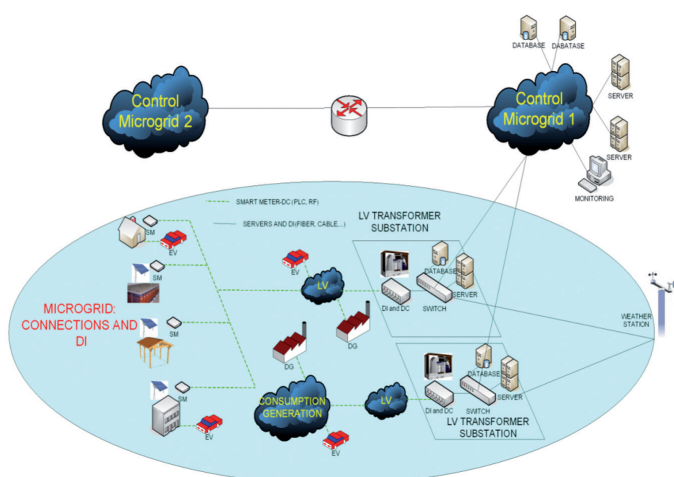 DATABASE
DABATASE
SERVER
Control
Microgrid 2
Control
Microgrid 1
SERVER
MONITORING
SMART METER-DC(PLC, RF)
SERVERS AND DI(FIBER, CABLE...)
LV TRANSFORMER
SUBSTATION
SM
EV
EV
DATABASE
SM
LV
SERVER
DI and DC
SWITCH
MICROGRID:
CONNECTIONS AND
DI
WEATHER
STATION
SM
DG
DG
DATABASE
SM
CONSUMPTION
GENERATION
LV
SERVER
DI and DC
SWITCH
LV TRANSFORMER
SUBSTATION
EV
EV